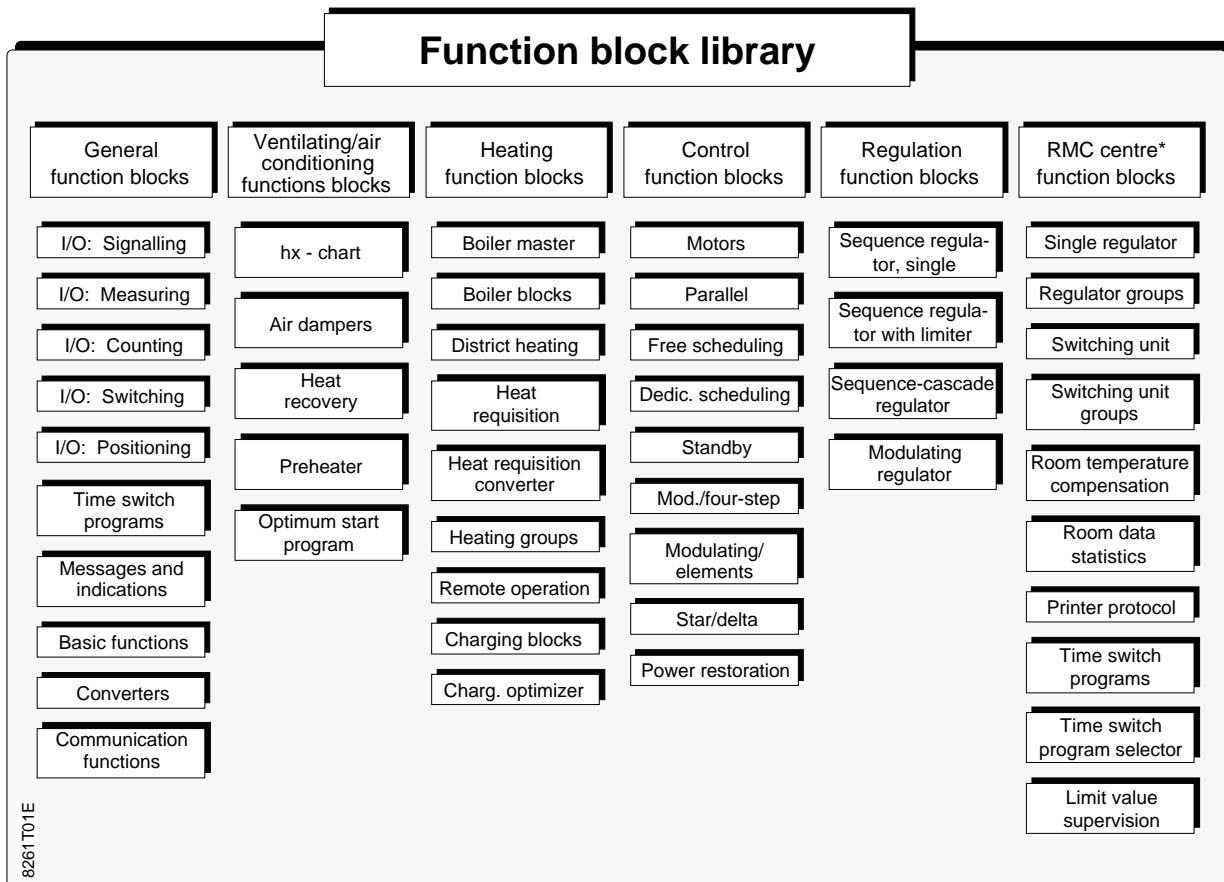 Function block library
General
function blocks
I/O: Signalling
I/O: Measuring
I/O: Counting
I/O: Switching
I/O: Positioning
Time switch
programs
Messages and
indications
Basic functions
Converters
Communication
functions
Ventilating/air
conditioning
functions blocks
hx - chart
Air dampers
Heat
recovery
Preheater
Optimum start
program
Heating
function blocks
Boiler master
Boiler blocks
District heating
Heat
requisition
Heat requisition
converter
Heating groups
Remote operation
Charging blocks
Charg. optimizer
Control
function blocks
Motors
Parallel
Free scheduling
Dedic. scheduling
Standby
Mod./four-step
Modulating/
elements
Star/delta
Power restoration
Regulation
function blocks
Sequence regula-
tor, single
Sequence regula-
tor with limiter
Sequence-cascade
regulator
Modulating
regulator
RMC centre*
function blocks
Single regulator
Regulator groups
Switching unit
Switching unit
groups
Room temperature
compensation
Room data
statistics
Printer protocol
Time switch
programs
Time switch
program selector
Limit value
supervision
8261T01E